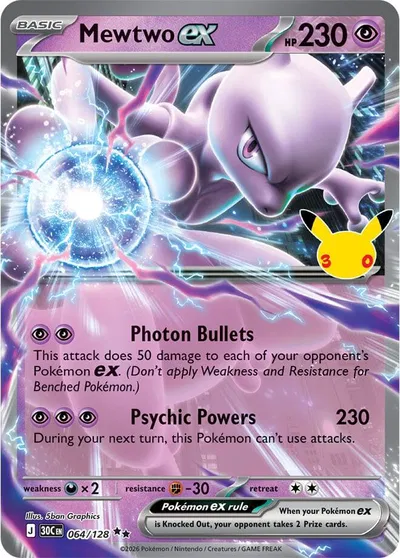 BASIC
Mewtwo ex HP 230
30
Photon Bullets
This attack does 50 damage to each of your opponent's
Pokémon ex. (Don't apply Weakness and Resistance for
Benched Pokémon.)
Psychic Powers 230
During your next turn, this Pokémon can't use attacks.
Illus. 5ban Graphics
weakness ×2 resistance -30 retreat
J 30C EN 064/128 ★★
Pokémon ex rule
When your Pokémon ex
is Knocked Out, your opponent takes 2 Prize cards.
©2026 Pokémon / Nintendo / Creatures / GAME FREAK